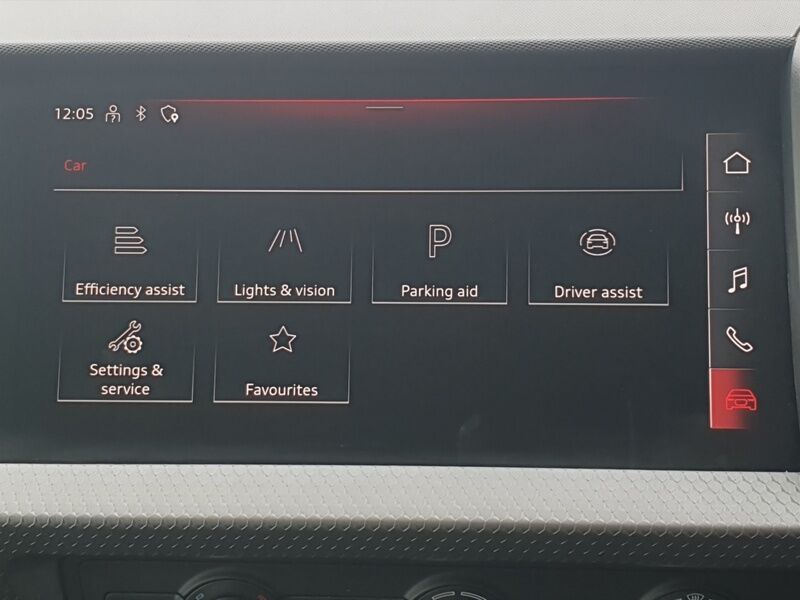 12:05
Car
Efficiency assist
Lights & vision
Parking aid
Driver assist
Settings &
service
Favourites